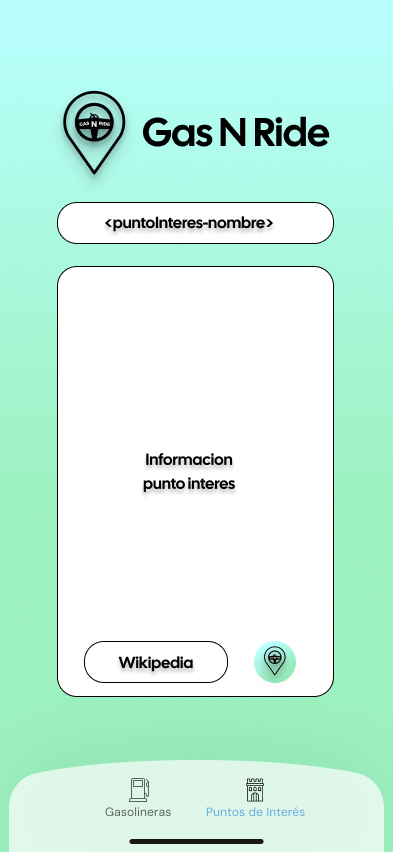 GAS N RIDE
Gas N Ride
<puntoInteres-nombre>
Informacion
punto interes
Wikipedia
Gasolineras
Puntos de Interés